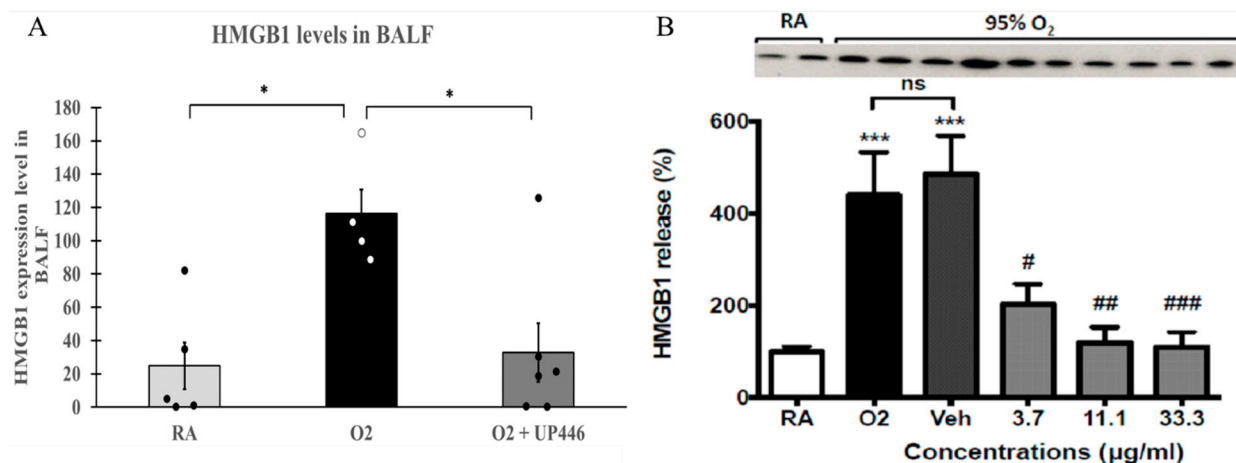 A
HMGB1 levels in BALF
HMGB1 expression level in
BALF
180
160
140
120
100
80
60
40
20
0
*
*
RA
O2
O2 + UP446
B
RA
95% O₂
ns
HMGB1 release (%)
600
400
200
0
***
***
#
##
###
RA
O2
Veh
3.7
11.1
33.3
Concentrations (µg/ml)